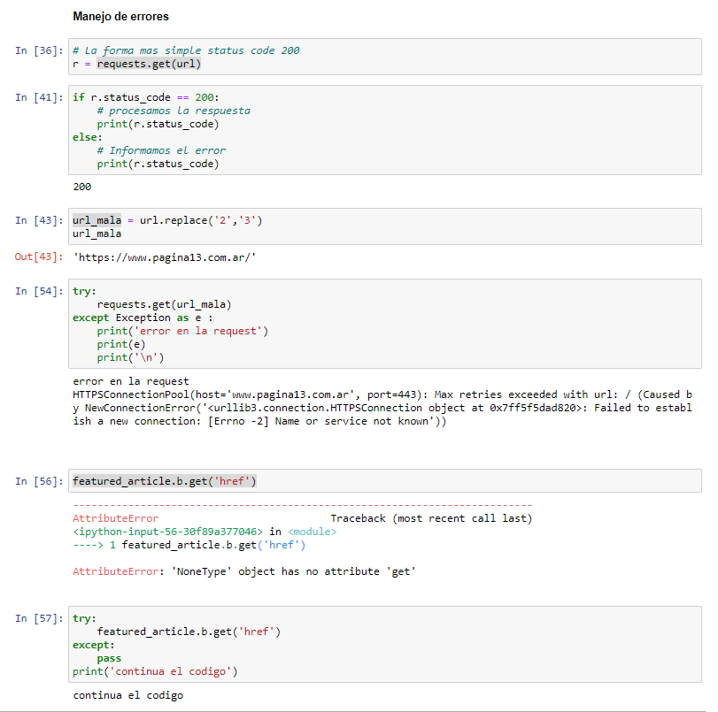 Manejo de errores
In [36]: # La forma mas simple status code 200
r = requests.get(url)
In [41]: if r.status_code == 200:
    # procesamos la respuesta
    print(r.status_code)
else:
    # Informamos el error
    print(r.status_code)
200
In [43]: url_mala = url.replace('2','3')
url_mala
Out[43]: 'https://www.pagina13.com.ar/'
In [54]: try:
    requests.get(url_mala)
except Exception as e :
    print('error en la request')
    print(e)
    print('\n')
error en la request
HTTPSConnectionPool(host='www.pagina13.com.ar', port=443): Max retries exceeded with url: / (Caused b
y NewConnectionError('<urllib3.connection.HTTPSConnection object at 0x7ff5f5dad820>: Failed to establ
ish a new connection: [Errno -2] Name or service not known'))
In [56]: featured_article.b.get('href')
---------------------------------------------------------------------------
AttributeError                            Traceback (most recent call last)
<ipython-input-56-30f89a377046> in <module>
----> 1 featured_article.b.get('href')
AttributeError: 'NoneType' object has no attribute 'get'
In [57]: try:
    featured_article.b.get('href')
except:
    pass
print('continua el codigo')
continua el codigo